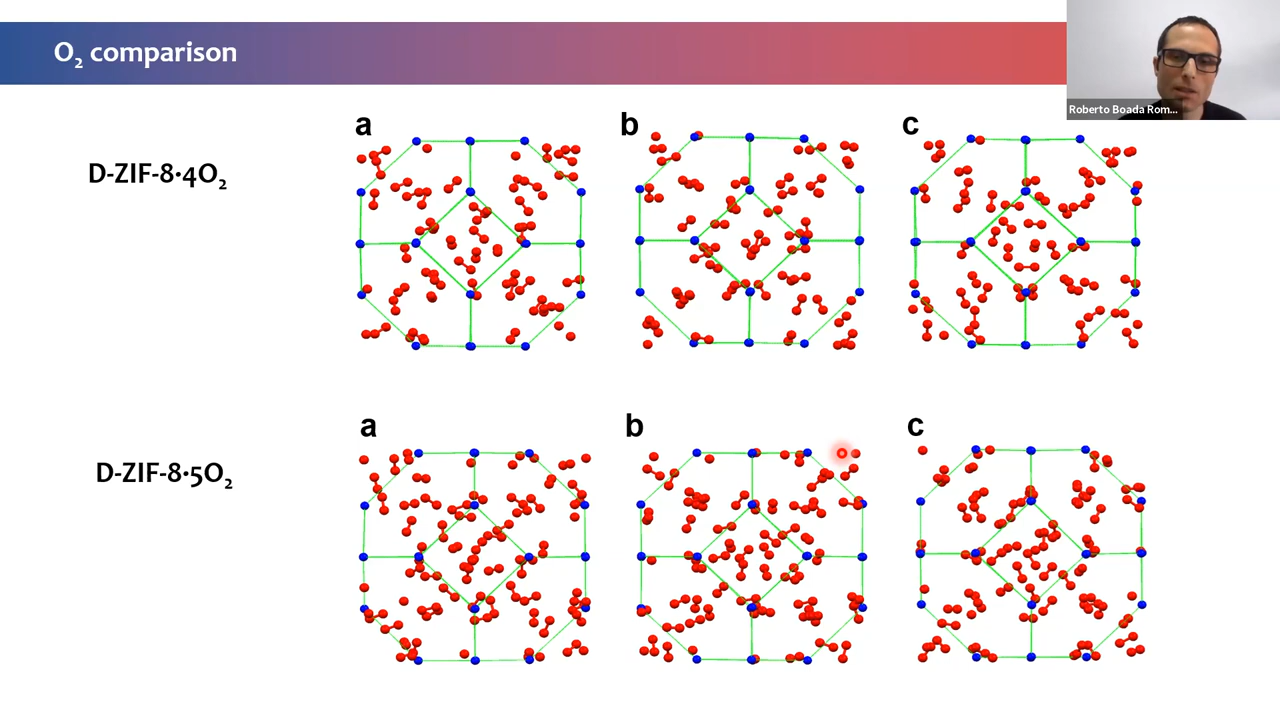 O₂ comparison
Roberto Boada Rom...
a
b
c
D-ZIF-8·4O₂
a
b
c
D-ZIF-8·5O₂